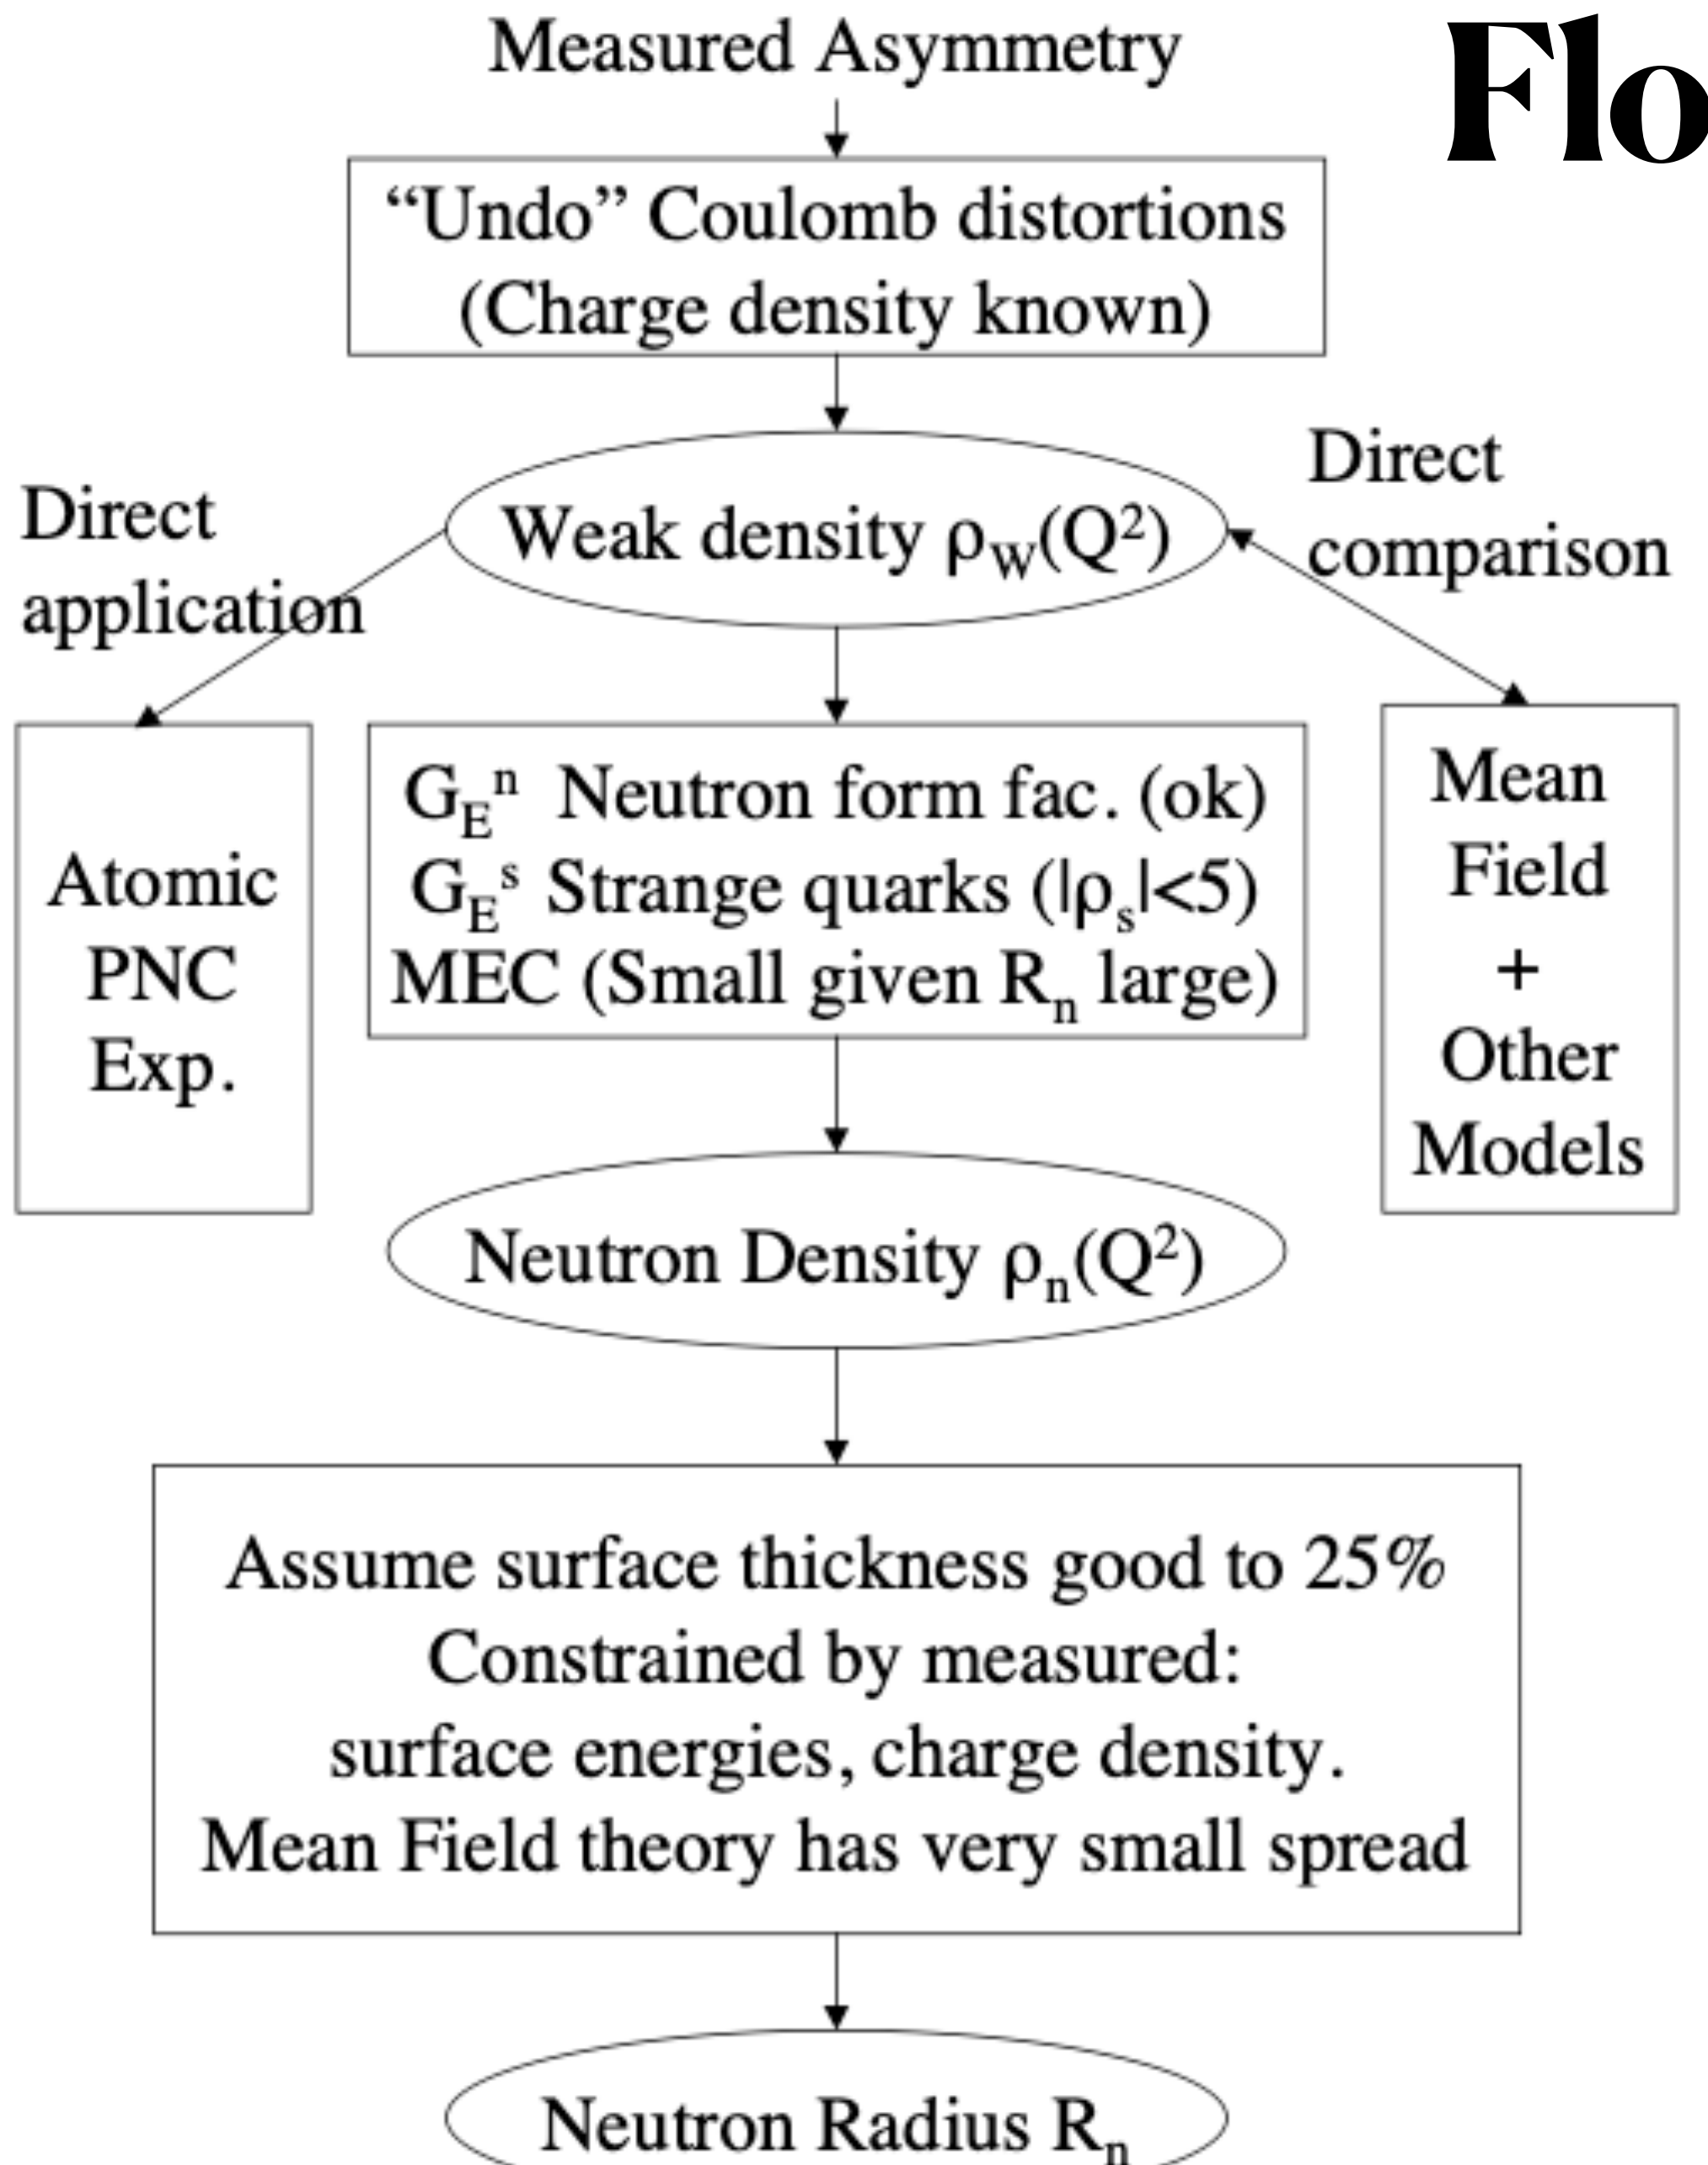 Measured Asymmetry
Flo
“Undo” Coulomb distortions
(Charge density known)
Direct
application
Weak density ρ_W(Q²)
Direct
comparison
Atomic
PNC
Exp.
G_Eⁿ Neutron form fac. (ok)
G_Eˢ Strange quarks (|ρₛ|<5)
MEC (Small given Rₙ large)
Mean
Field
+
Other
Models
Neutron Density ρₙ(Q²)
Assume surface thickness good to 25%
Constrained by measured:
surface energies, charge density.
Mean Field theory has very small spread
Neutron Radius Rₙ